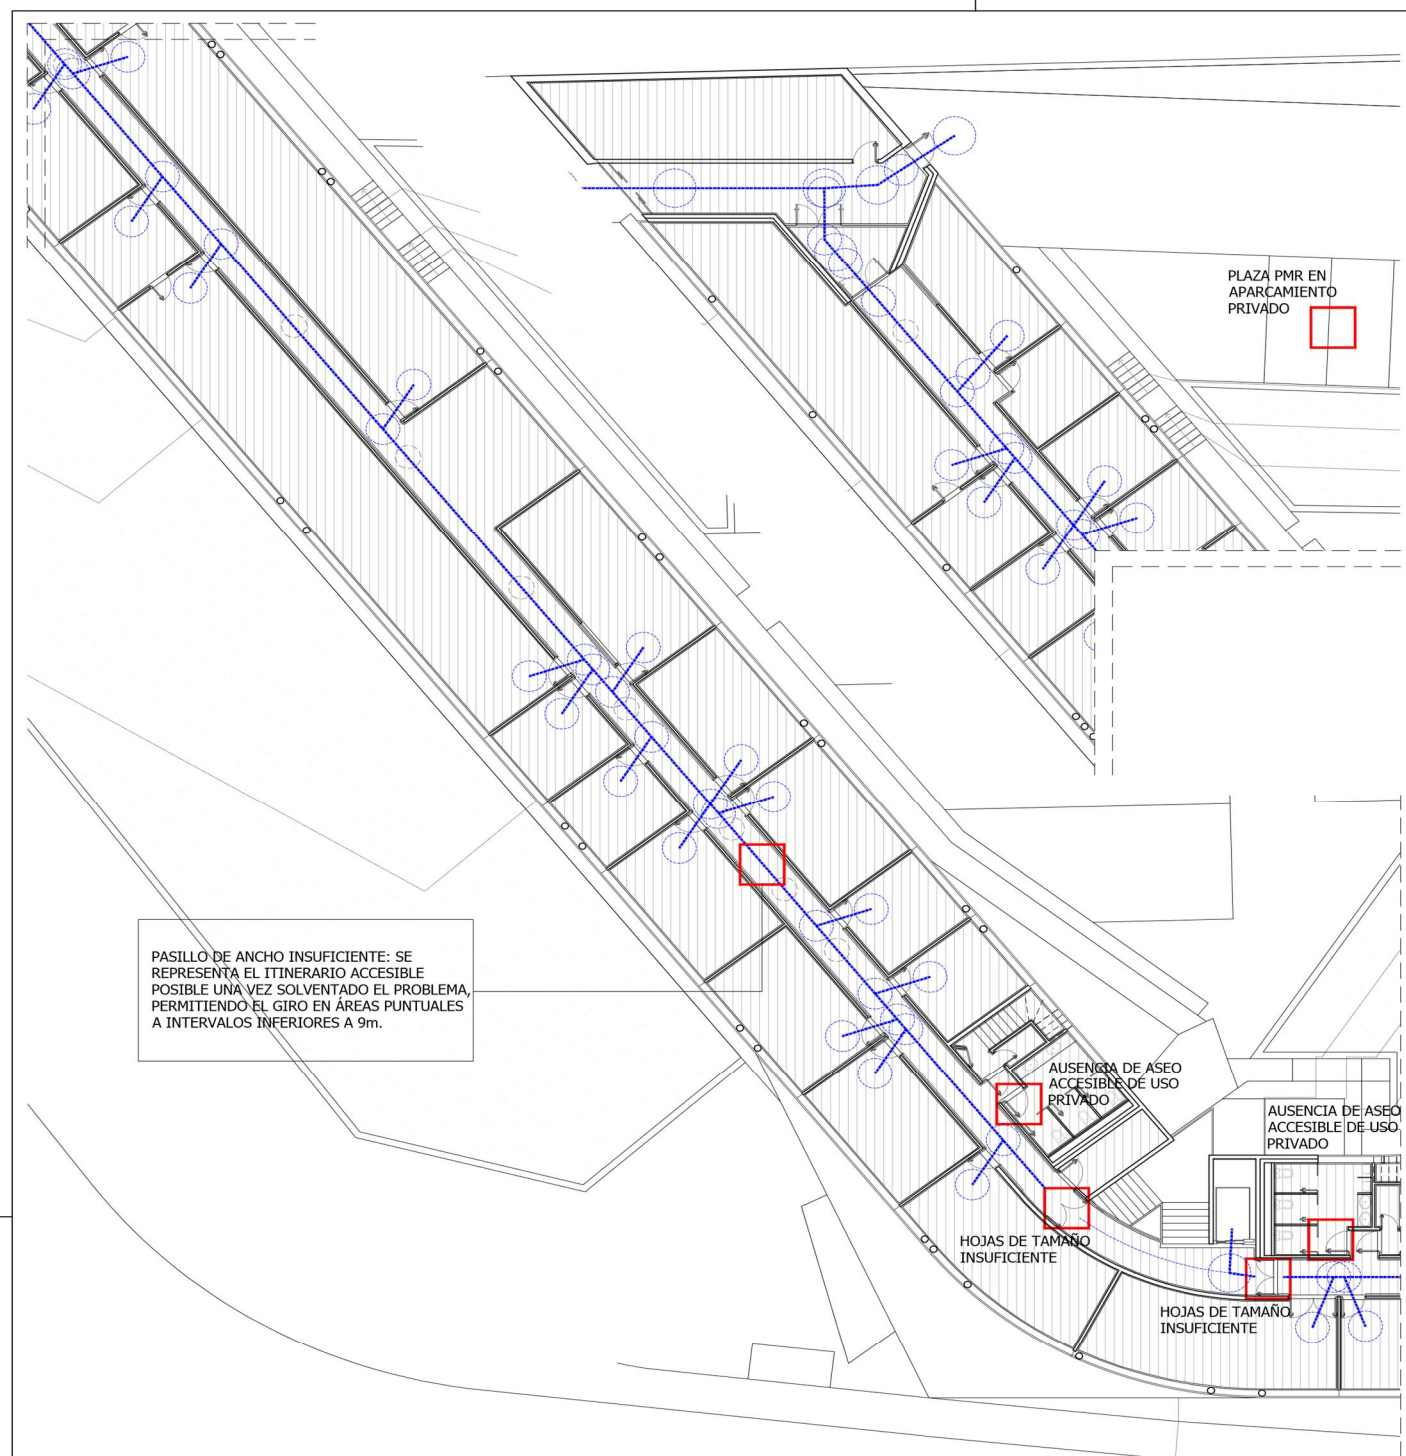 PLAZA PMR EN
APARCAMIENTO
PRIVADO
PASILLO DE ANCHO INSUFICIENTE: SE
REPRESENTA EL ITINERARIO ACCESIBLE
POSIBLE UNA VEZ SOLVENTADO EL PROBLEMA,
PERMITIENDO EL GIRO EN ÁREAS PUNTUALES
A INTERVALOS INFERIORES A 9m.
AUSENCIA DE ASEO
ACCESIBLE DE USO
PRIVADO
AUSENCIA DE ASEO
ACCESIBLE DE USO
PRIVADO
HOJAS DE TAMAÑO
INSUFICIENTE
HOJAS DE TAMAÑO
INSUFICIENTE